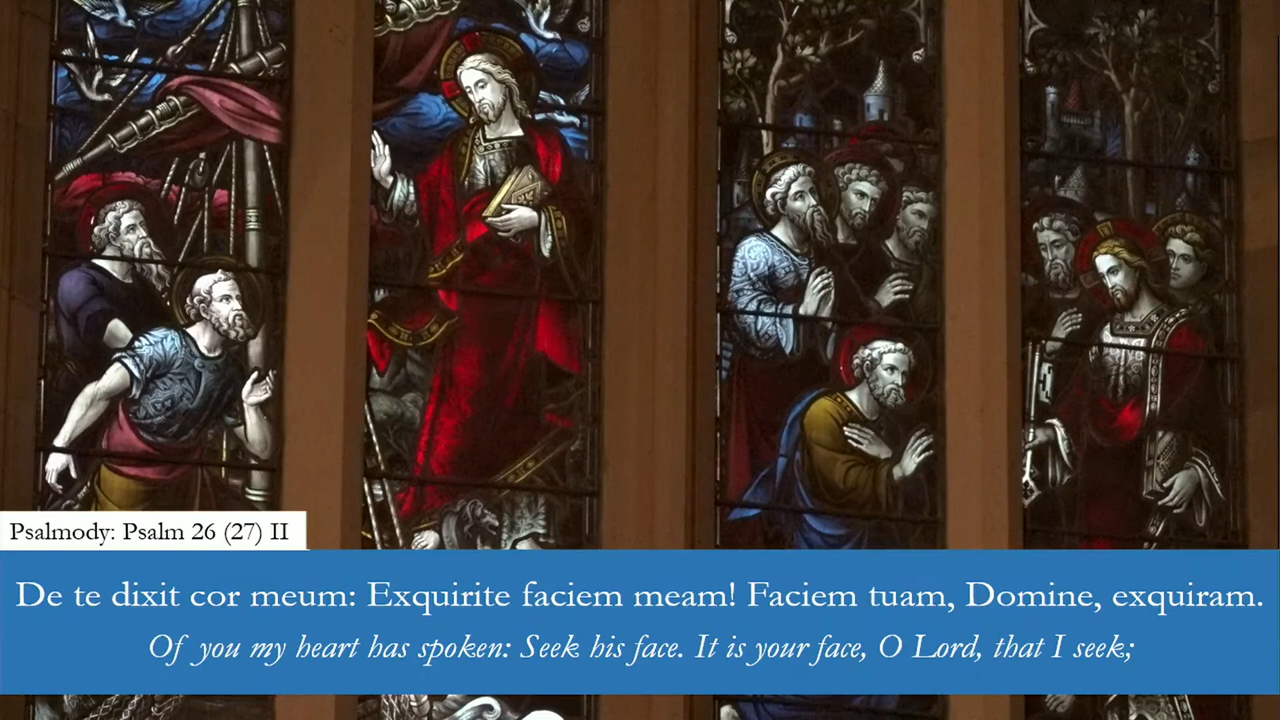 Psalmody: Psalm 26 (27) II
De te dixit cor meum: Exquirite faciem meam! Faciem tuam, Domine, exquiram.
Of you my heart has spoken: Seek his face. It is your face, O Lord, that I seek;